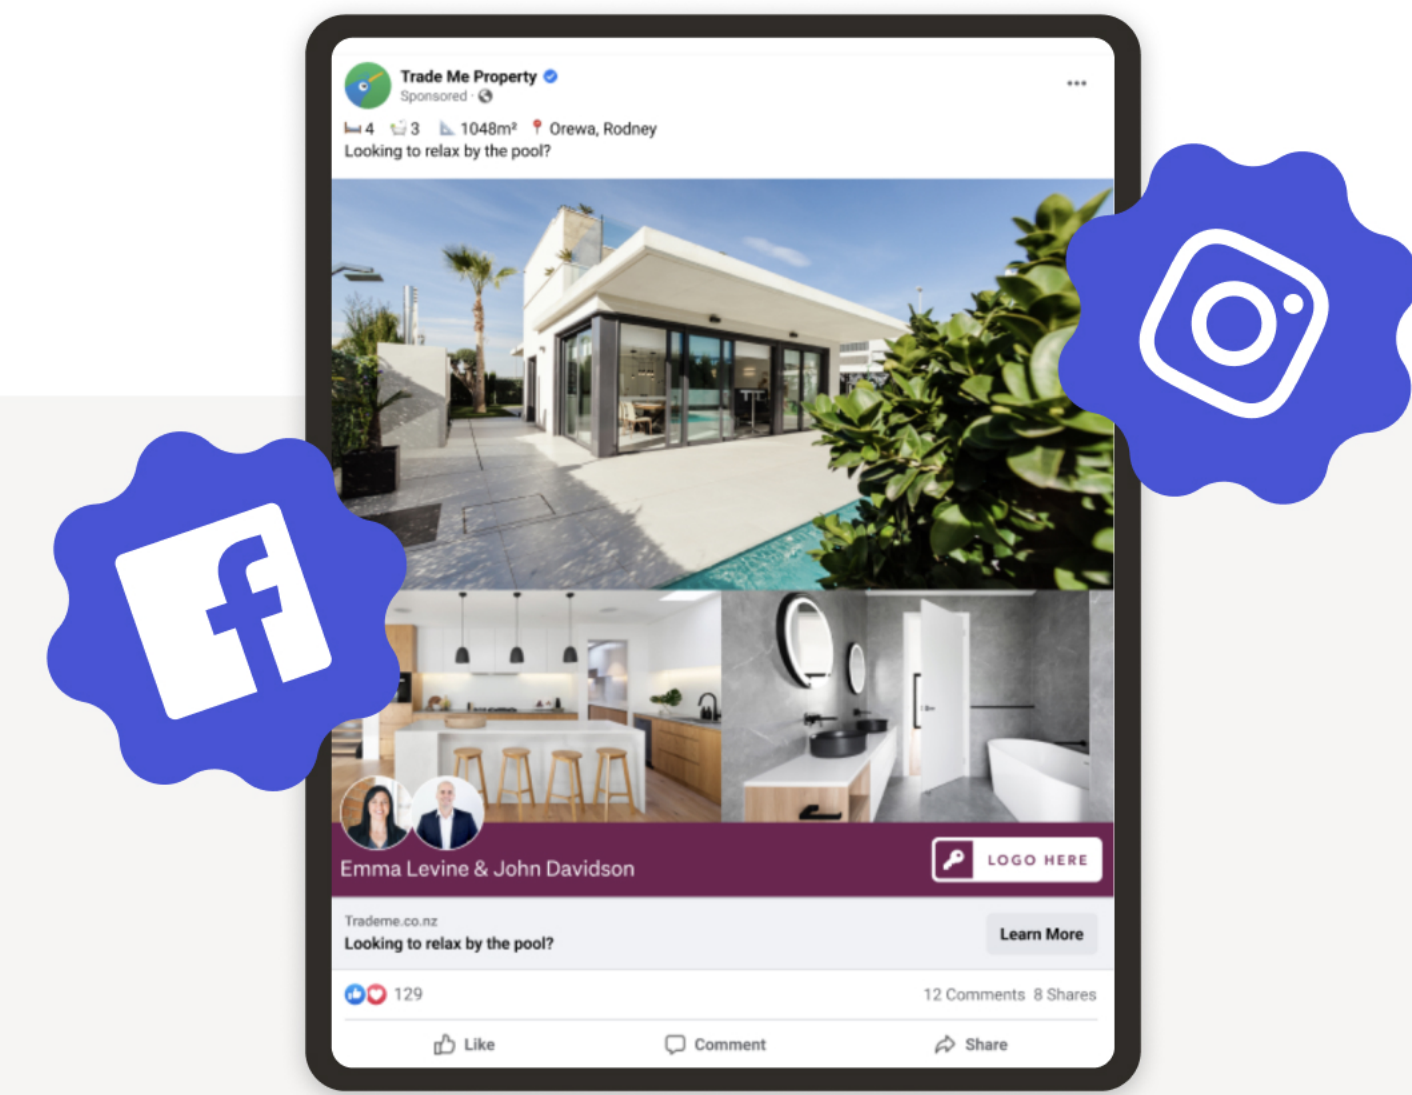 Trade Me Property
Sponsored ·
4 3 1048m² Orewa, Rodney
Looking to relax by the pool?
Emma Levine & John Davidson
LOGO HERE
Trademe.co.nz
Looking to relax by the pool?
Learn More
129
12 Comments 8 Shares
Like Comment Share